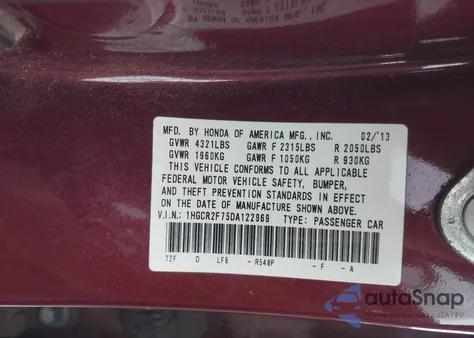 MFD. BY HONDA OF AMERICA MFG., INC. 02/13
GVWR 4321LBS GAWR F 2315LBS R 2050LBS
GVWR 1960KG GAWR F 1050KG R 930KG
THIS VEHICLE CONFORMS TO ALL APPLICABLE
FEDERAL MOTOR VEHICLE SAFETY, BUMPER,
AND THEFT PREVENTION STANDARDS IN EFFECT
ON THE DATE OF MANUFACTURE SHOWN ABOVE.
V.I.N.: 1HGCR2F75DA122969 TYPE: PASSENGER CAR
T2F D LF6 - R548P - F - A
autoSnap